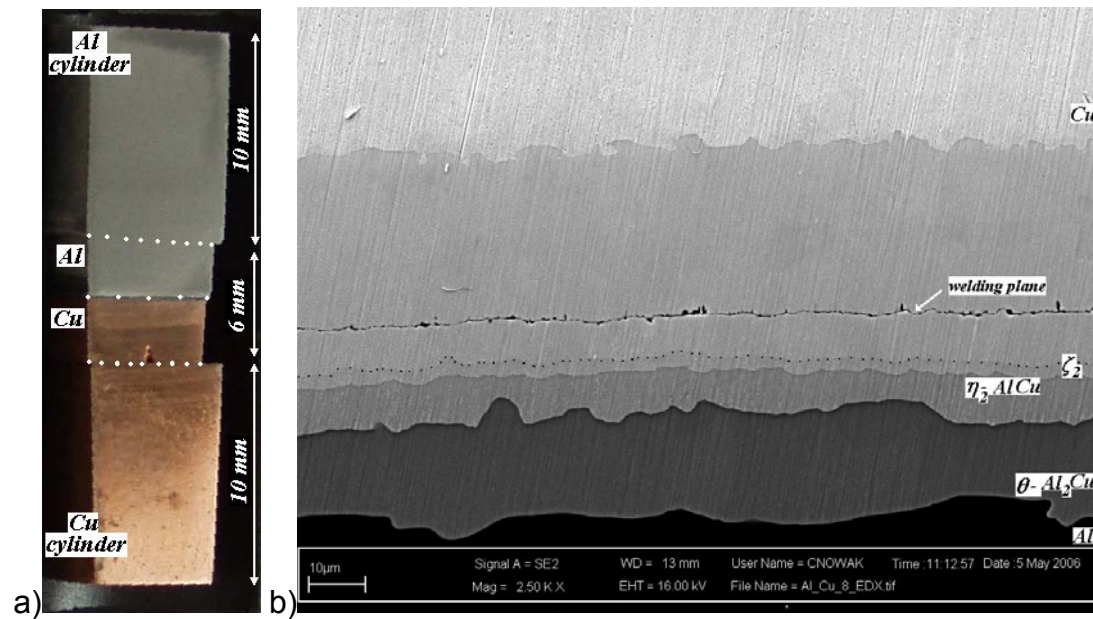 Al
cylinder
10 mm
Al
6 mm
Cu
10 mm
Cu
cylinder
a)
Cu
welding plane
ζ2
η2- AlCu
θ- Al2Cu
Al
10µm
Signal A = SE2 WD = 13 mm User Name = CNOWAK Time :11:12:57 Date :5 May 2006
Mag = 2.50 K X EHT = 16.00 kV File Name = Al_Cu_8_EDX.tif
b)